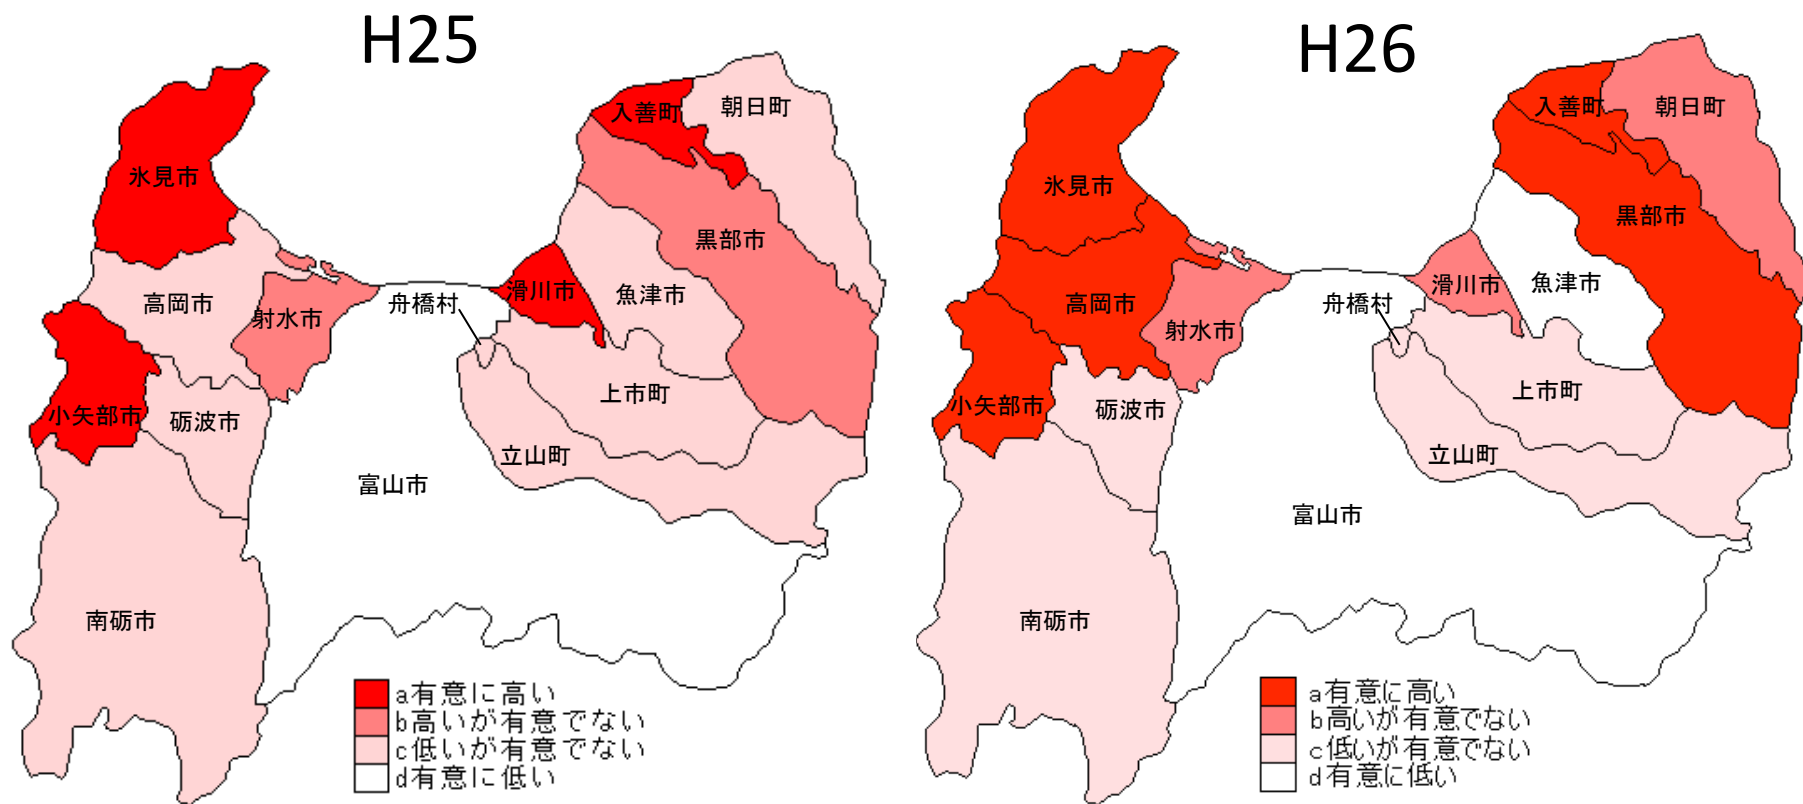 H25
入善町
朝日町
氷見市
黒部市
高岡市
射水市
舟橋村
滑川市
魚津市
小矢部市
砺波市
上市町
立山町
富山市
南砺市
a有意に高い
b高いが有意でない
c低いが有意でない
d有意に低い
H26
入善町
朝日町
氷見市
黒部市
高岡市
射水市
舟橋村
滑川市
魚津市
小矢部市
砺波市
上市町
立山町
富山市
南砺市
a有意に高い
b高いが有意でない
c低いが有意でない
d有意に低い